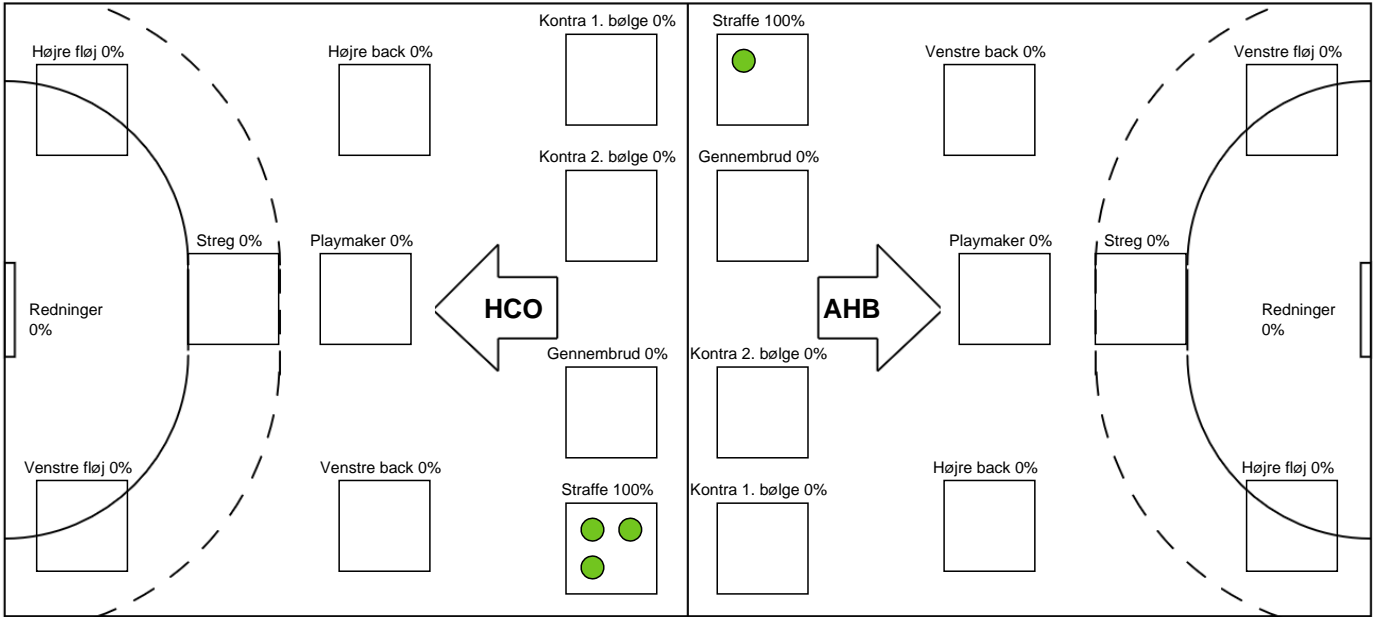 Kontra 1. bølge 0%
Straffe 100%
Højre fløj 0%
Højre back 0%
Venstre back 0%
Venstre fløj 0%
Kontra 2. bølge 0%
Gennembrud 0%
Streg 0%
Playmaker 0%
Playmaker 0%
Streg 0%
Redninger
0%
HCO
AHB
Redninger
0%
Gennembrud 0%
Kontra 2. bølge 0%
Venstre fløj 0%
Venstre back 0%
Højre back 0%
Højre fløj 0%
Straffe 100%
Kontra 1. bølge 0%